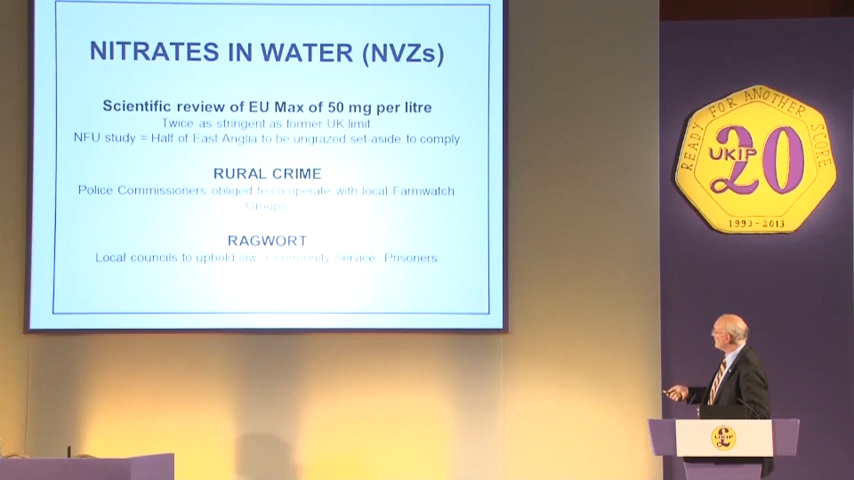 NITRATES IN WATER (NVZs)
Scientific review of EU Max of 50 mg per litre
Twice as stringent as former UK limit
NFU study = Half of East Anglia to be ungrazed set-aside to comply
RURAL CRIME
Police Commissioners obliged to co-operate with local Farmwatch
Groups
RAGWORT
Local councils to uphold law, Community Service, Prisoners
READY FOR ANOTHER SCORE
UKIP
20
1993-2013
£
UKIP